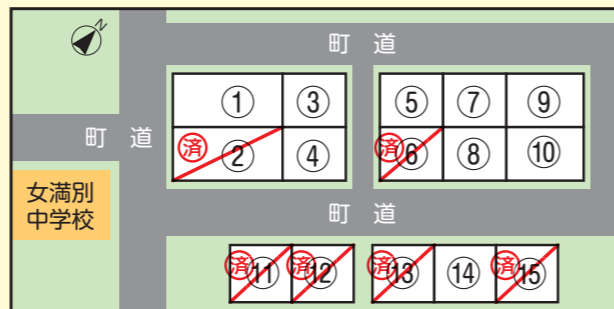 N
町 道
① ③ ⑤ ⑦ ⑨
町 道
済 ② ④ 済 ⑥ ⑧ ⑩
女満別
中学校
町 道
済 ⑪ 済 ⑫ 済 ⑬ ⑭ 済 ⑮